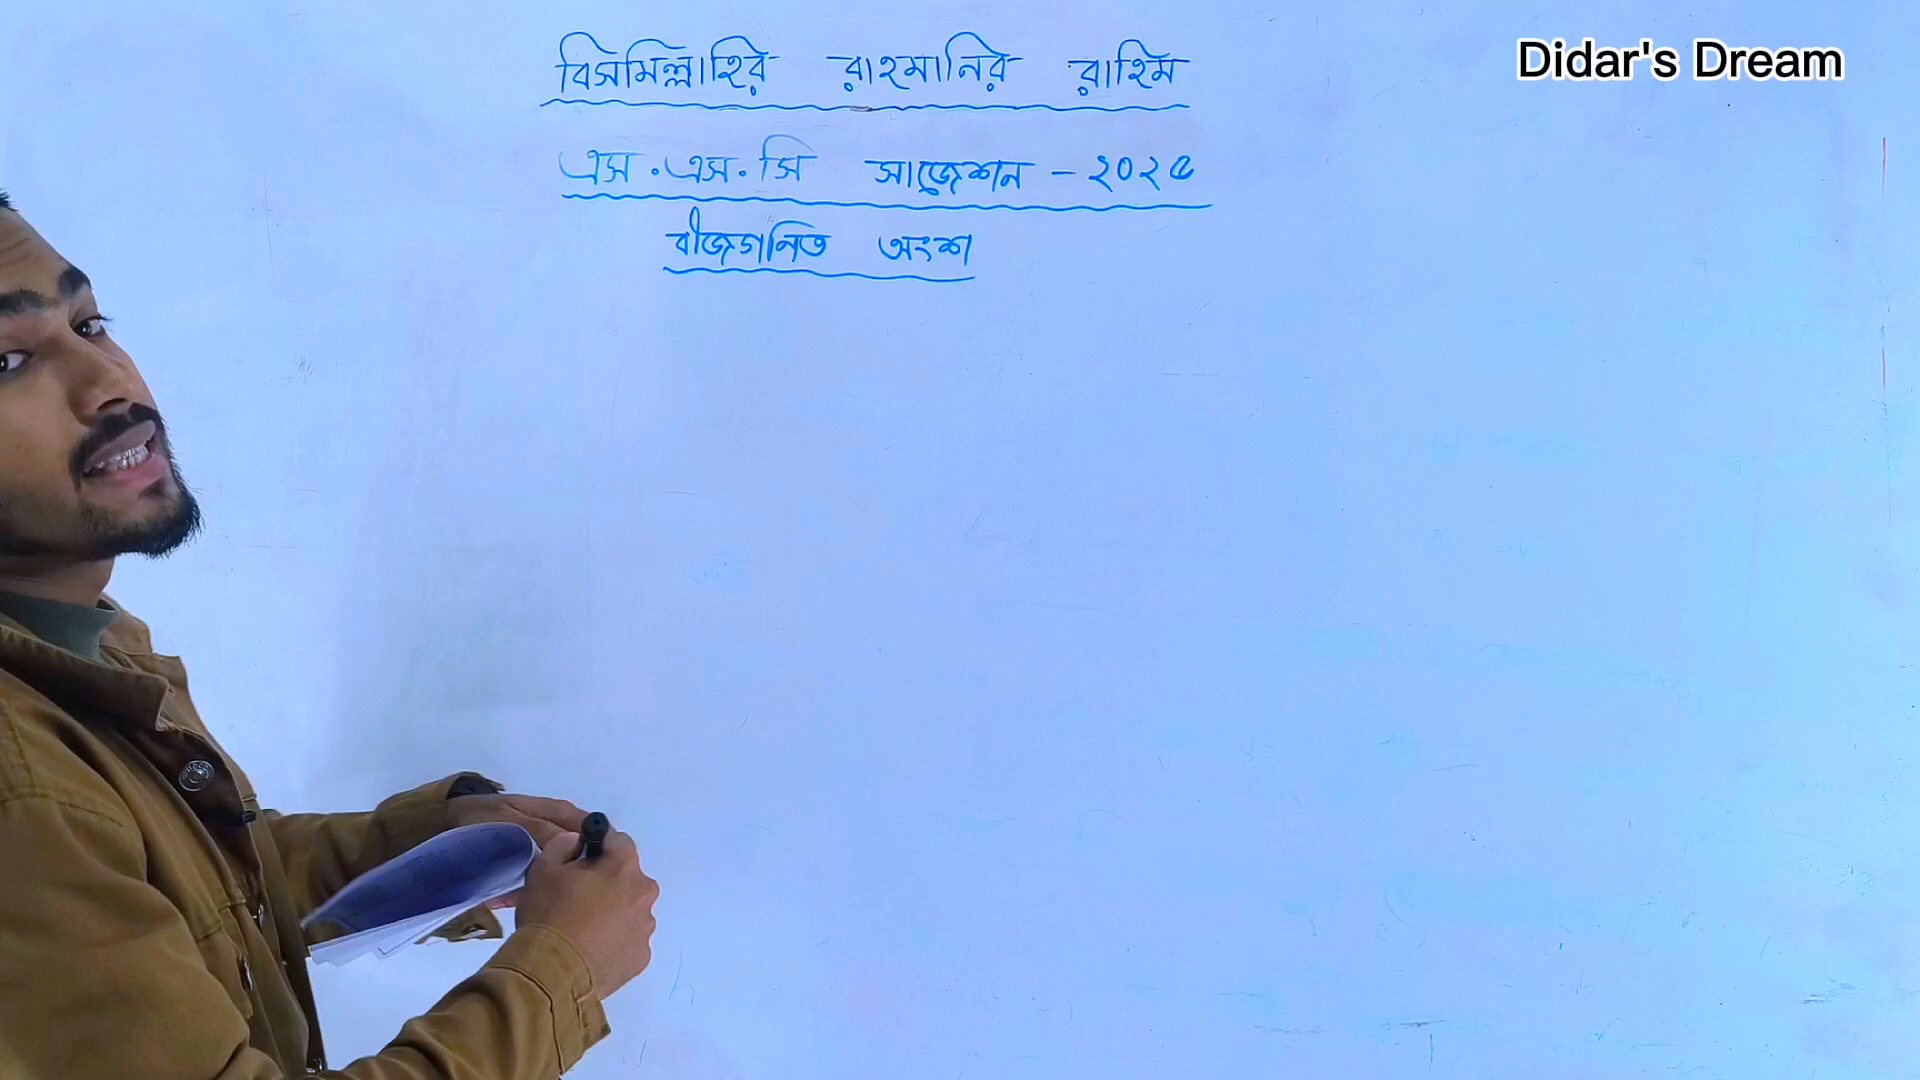 বিসমিল্লাহির রাহমানির রাহিম
Didar's Dream
এস.এস.সি সাজেশন - ২০২৫
বীজগনিত অংশ